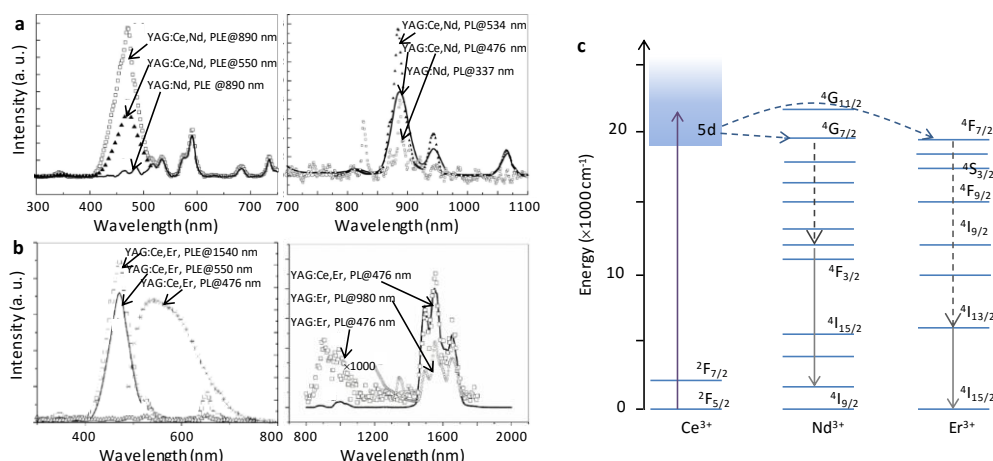 a
YAG:Ce,Nd, PLE@890 nm
YAG:Ce,Nd, PLE@550 nm
YAG:Nd, PLE @890 nm
Intensity (a. u.)
300 400 500 600 700
Wavelength (nm)
YAG:Ce,Nd, PL@534 nm
YAG:Ce,Nd, PL@476 nm
YAG:Nd, PL@337 nm
700 800 900 1000 1100
Wavelength (nm)
b
YAG:Ce,Er, PLE@1540 nm
YAG:Ce,Er, PLE@550 nm
YAG:Ce,Er, PL@476 nm
Intensity (a. u.)
400 600 800
Wavelength (nm)
YAG:Ce,Er, PL@476 nm
YAG:Er, PL@980 nm
YAG:Er, PL@476 nm
×1000
800 1200 1600 2000
Wavelength (nm)
c
Energy (×1000 cm⁻¹)
20
10
0
5d
²F₇/₂
²F₅/₂
Ce³⁺
⁴G₁₁/₂
⁴G₇/₂
⁴F₃/₂
⁴I₁₅/₂
⁴I₉/₂
Nd³⁺
⁴F₇/₂
⁴S₃/₂
⁴F₉/₂
⁴I₉/₂
⁴I₁₃/₂
⁴I₁₅/₂
Er³⁺